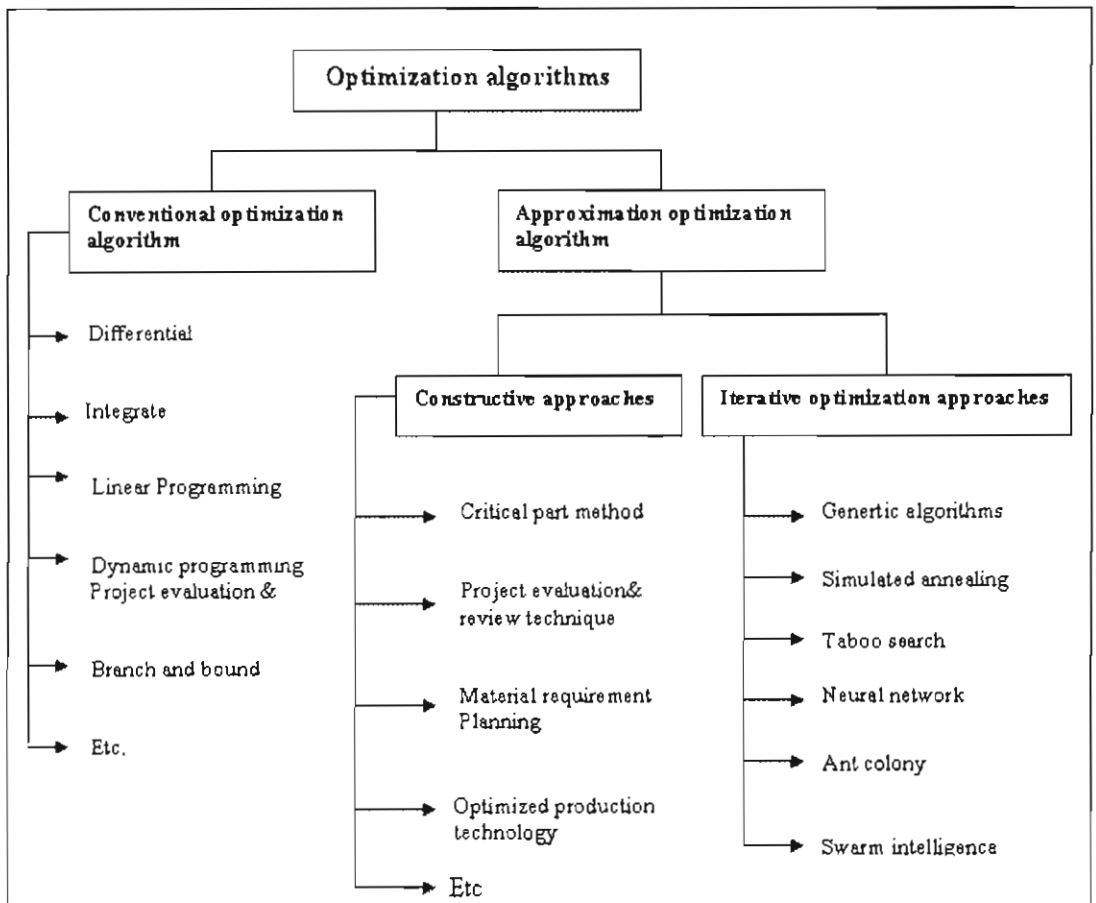 Optimization algorithms
Conventional optimization
algorithm
Approximation optimization
algorithm
Differential
Integrate
Linear Programming
Dynamic programming
Project evaluation &
Branch and bound
Etc.
Constructive approaches
Critical part method
Project evaluation&
review technique
Material requirement
Planning
Optimized production
technology
Etc
Iterative optimization approaches
Genertic algorithms
Simulated annealing
Taboo search
Neural network
Ant colony
Swarm intelligence